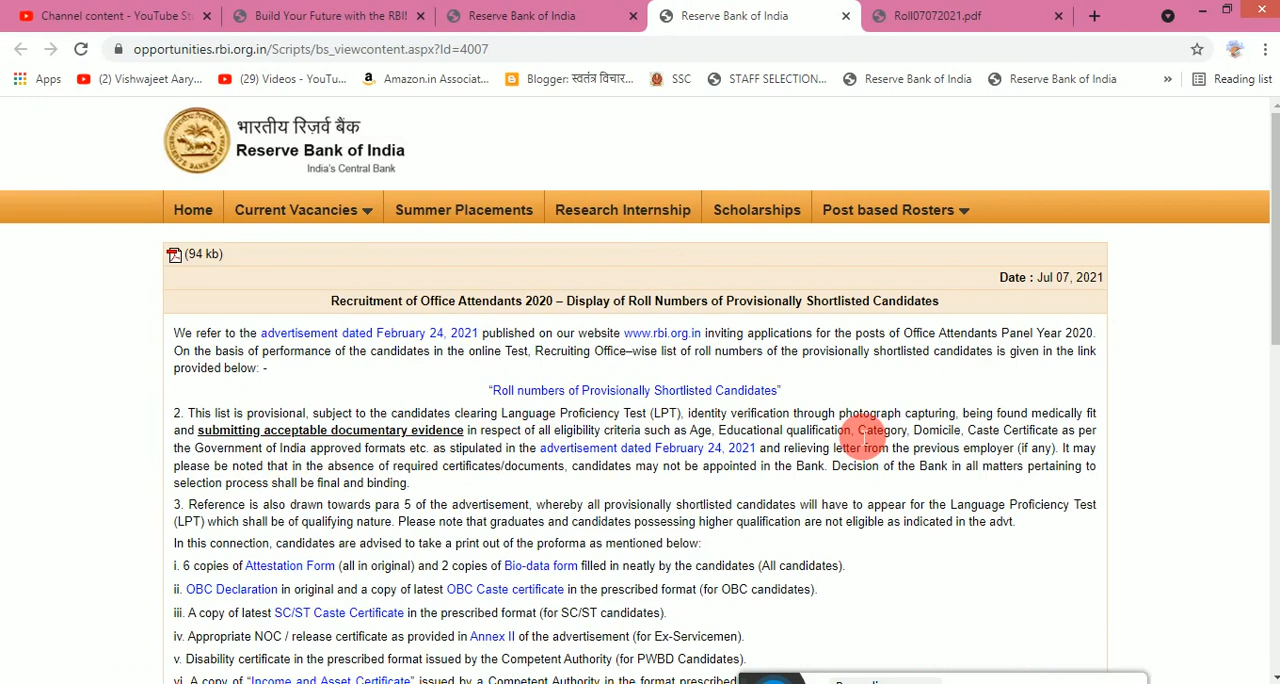 Channel content - YouTube St
Build Your Future with the RBI!
Reserve Bank of India
Reserve Bank of India
Roll07072021.pdf
opportunities.rbi.org.in/Scripts/bs_viewcontent.aspx?Id=4007
Apps
(2) Vishwajeet Aary...
(29) Videos - YouTu...
Amazon.in Associat...
Blogger: स्वतंत्र विचार...
SSC
STAFF SELECTION...
Reserve Bank of India
Reserve Bank of India
»
Reading list
भारतीय रिज़र्व बैंक
Reserve Bank of India
India's Central Bank
Home Current Vacancies Summer Placements Research Internship Scholarships Post based Rosters
(94 kb)
Date : Jul 07, 2021
Recruitment of Office Attendants 2020 – Display of Roll Numbers of Provisionally Shortlisted Candidates
We refer to the advertisement dated February 24, 2021 published on our website www.rbi.org.in inviting applications for the posts of Office Attendants Panel Year 2020.
On the basis of performance of the candidates in the online Test, Recruiting Office–wise list of roll numbers of the provisionally shortlisted candidates is given in the link
provided below: -
“Roll numbers of Provisionally Shortlisted Candidates”
2. This list is provisional, subject to the candidates clearing Language Proficiency Test (LPT), identity verification through photograph capturing, being found medically fit
and submitting acceptable documentary evidence in respect of all eligibility criteria such as Age, Educational qualification, Category, Domicile, Caste Certificate as per
the Government of India approved formats etc. as stipulated in the advertisement dated February 24, 2021 and relieving letter from the previous employer (if any). It may
please be noted that in the absence of required certificates/documents, candidates may not be appointed in the Bank. Decision of the Bank in all matters pertaining to
selection process shall be final and binding.
3. Reference is also drawn towards para 5 of the advertisement, whereby all provisionally shortlisted candidates will have to appear for the Language Proficiency Test
(LPT) which shall be of qualifying nature. Please note that graduates and candidates possessing higher qualification are not eligible as indicated in the advt.
In this connection, candidates are advised to take a print out of the proforma as mentioned below:
i. 6 copies of Attestation Form (all in original) and 2 copies of Bio-data form filled in neatly by the candidates (All candidates).
ii. OBC Declaration in original and a copy of latest OBC Caste certificate in the prescribed format (for OBC candidates).
iii. A copy of latest SC/ST Caste Certificate in the prescribed format (for SC/ST candidates).
iv. Appropriate NOC / release certificate as provided in Annex II of the advertisement (for Ex-Servicemen).
v. Disability certificate in the prescribed format issued by the Competent Authority (for PWBD Candidates).
vi. A copy of “Income and Asset Certificate” issued by a Competent Authority in the format prescribed